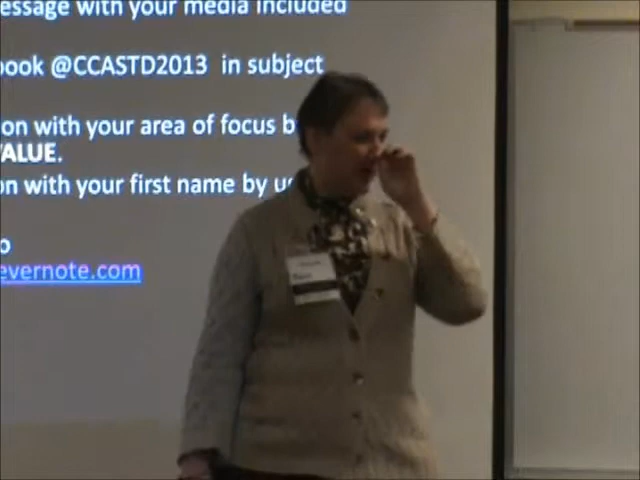 essage with your media included
ook @CCASTD2013 in subject
on with your area of focus b
VALUE.
on with your first name by u
o
evernote.com